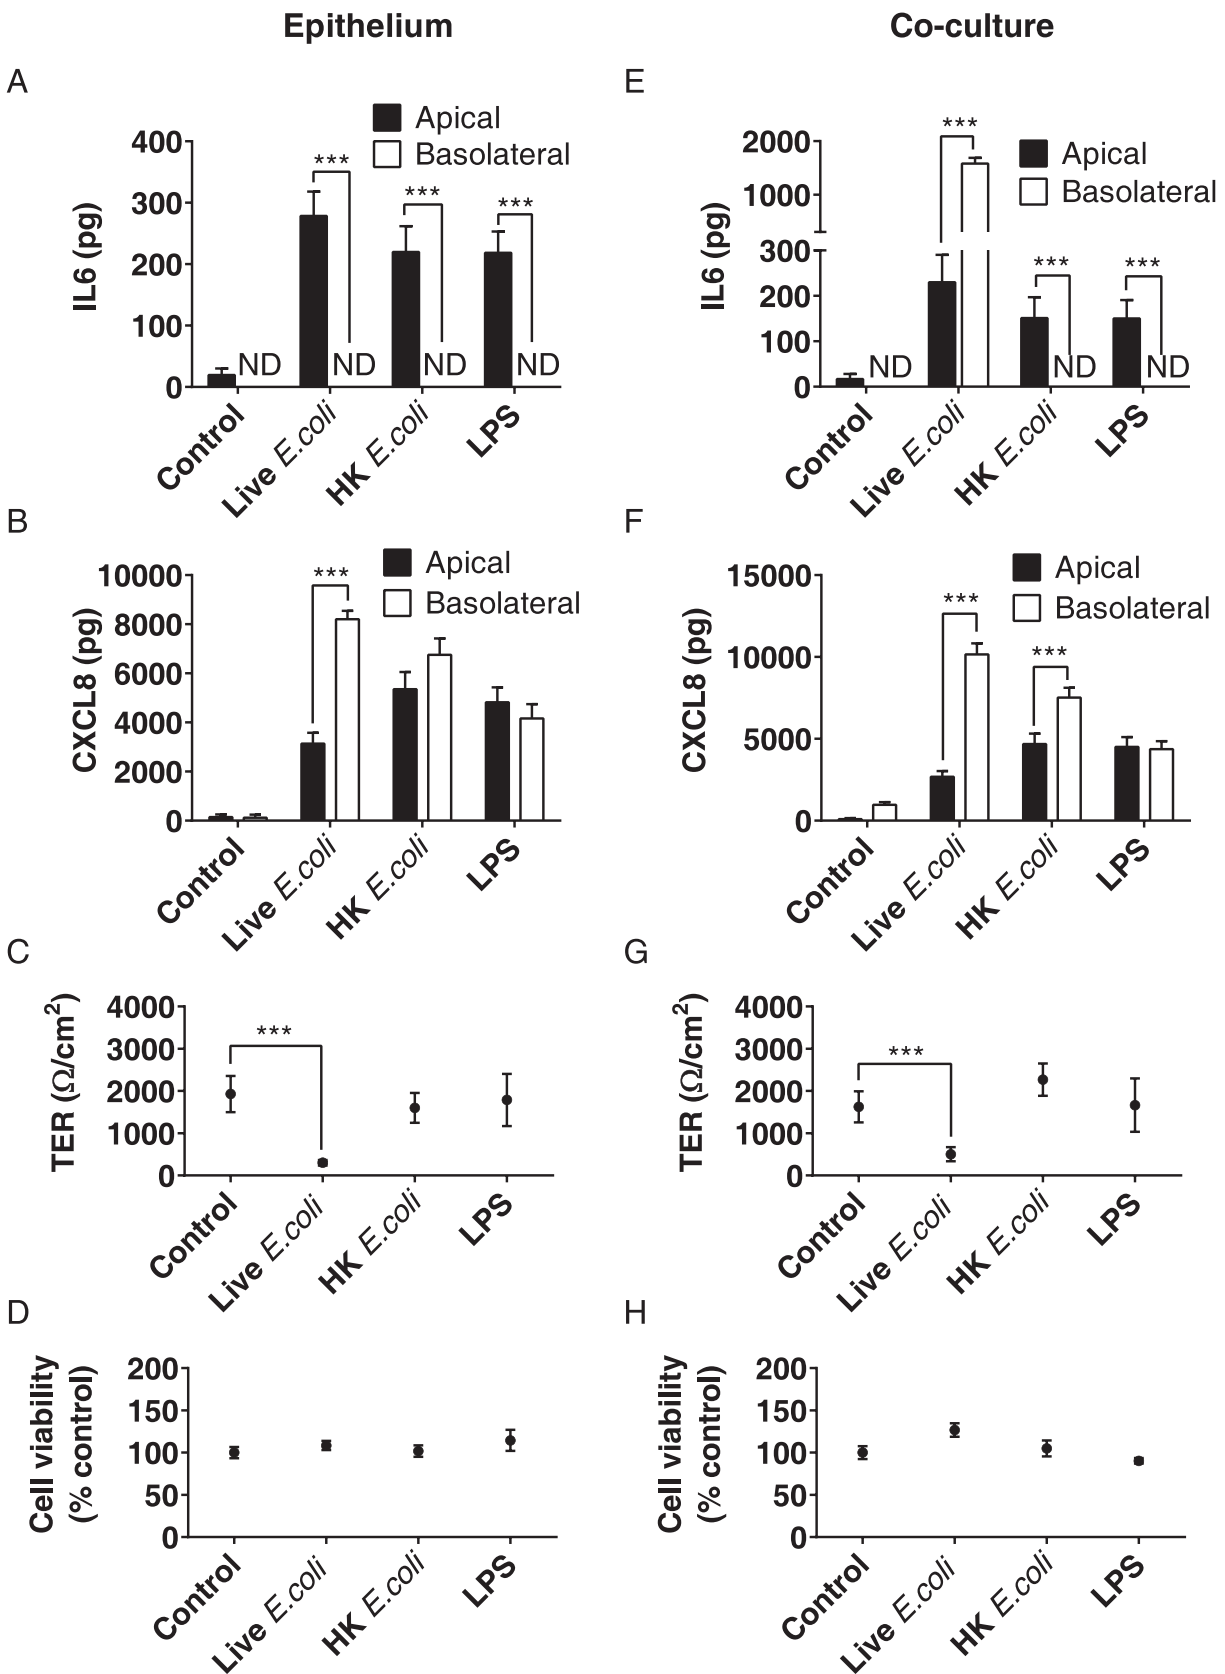 Epithelium
Co-culture
A
Apical
Basolateral
400
300
200
100
0
IL6 (pg)
***
***
***
ND
ND
ND
ND
Control
Live E.coli
HK E.coli
LPS
E
Apical
Basolateral
2000
1000
300
200
100
0
IL6 (pg)
***
***
***
ND
ND
ND
Control
Live E.coli
HK E.coli
LPS
B
Apical
Basolateral
10000
8000
6000
4000
2000
0
CXCL8 (pg)
***
Control
Live E.coli
HK E.coli
LPS
F
Apical
Basolateral
15000
10000
5000
0
CXCL8 (pg)
***
***
Control
Live E.coli
HK E.coli
LPS
C
4000
3000
2000
1000
0
TER (Ω/cm²)
***
Control
Live E.coli
HK E.coli
LPS
G
4000
3000
2000
1000
0
TER (Ω/cm²)
***
Control
Live E.coli
HK E.coli
LPS
D
200
150
100
50
0
Cell viability
(% control)
Control
Live E.coli
HK E.coli
LPS
H
200
150
100
50
0
Cell viability
(% control)
Control
Live E.coli
HK E.coli
LPS